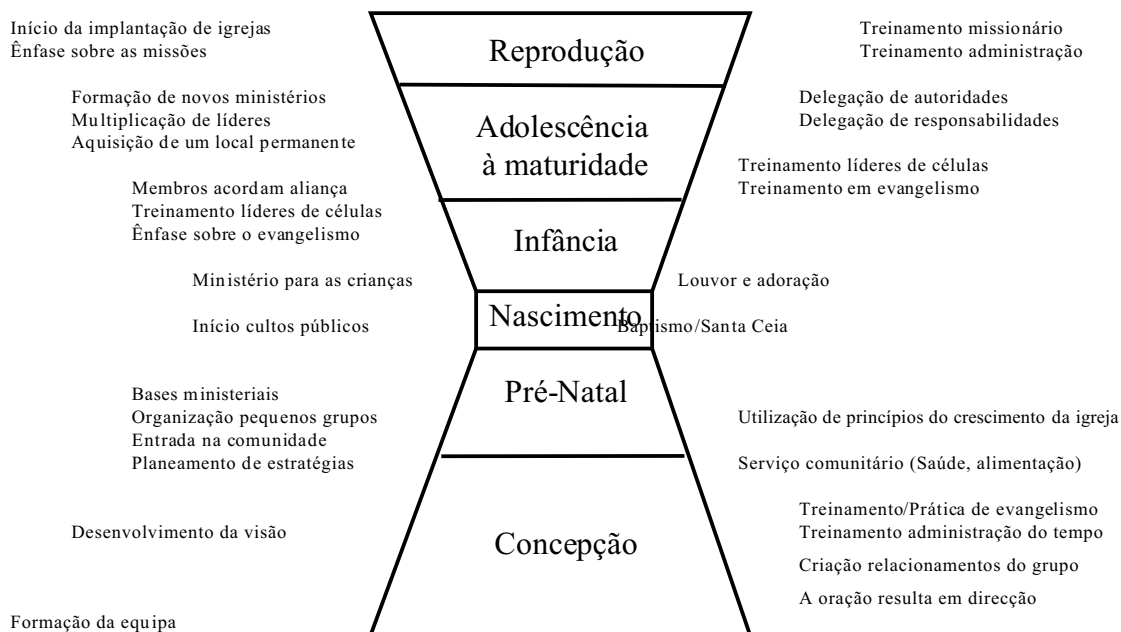 Início da implantação de igrejas
Ênfase sobre as missões
Reprodução
Treinamento missionário
Treinamento administração
Formação de novos ministérios
Multiplicação de líderes
Aquisição de um local permanente
Adolescência
à maturidade
Delegação de autoridades
Delegação de responsabilidades
Treinamento líderes de células
Treinamento em evangelismo
Membros acordam aliança
Treinamento líderes de células
Ênfase sobre o evangelismo
Infância
Ministério para as crianças
Louvor e adoração
Início cultos públicos
Nascimento
Baptismo/Santa Ceia
Bases ministeriais
Organização pequenos grupos
Entrada na comunidade
Planeamento de estratégias
Pré-Natal
Utilização de princípios do crescimento da igreja
Serviço comunitário (Saúde, alimentação)
Desenvolvimento da visão
Concepção
Treinamento/Prática de evangelismo
Treinamento administração do tempo
Criação relacionamentos do grupo
A oração resulta em direcção
Formação da equipa